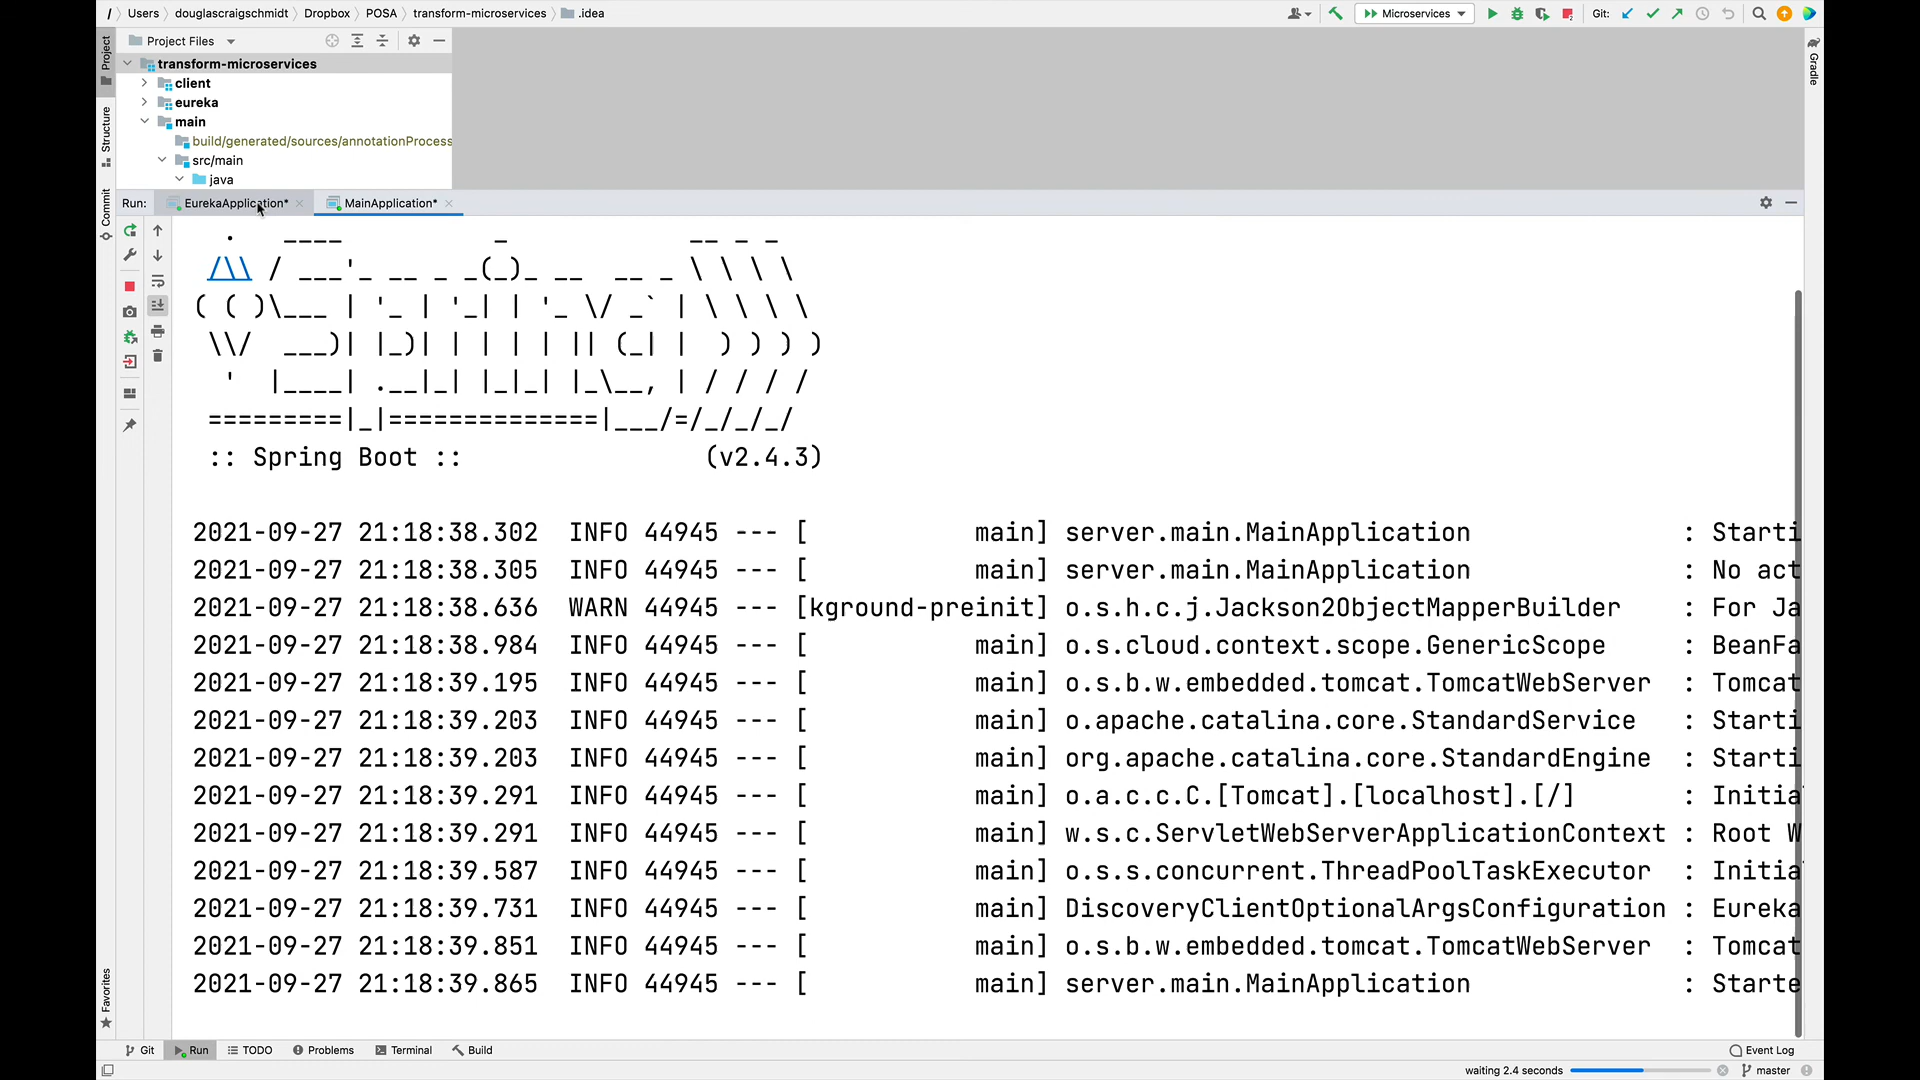 / Users > douglascraigschmidt > Dropbox > POSA > transform-microservices > .idea
Microservices
Git:
Project Files
transform-microservices
client
eureka
main
build/generated/sources/annotationProcess
src/main
java
Project
Structure
Commit
Favorites
Gradle
Run: EurekaApplication* MainApplication*
  .   ____          _            __ _ _
 /\\ / ___'_ __ _ _(_)_ __  __ _ \ \ \ \
( ( )\___ | '_ | '_| | '_ \/ _` | \ \ \ \
 \\/  ___)| |_)| | | | | || (_| |  ) ) ) )
  '  |____| .__|_| |_|_| |_\__, | / / / /
 =========|_|==============|___/=/_/_/_/
 :: Spring Boot ::                (v2.4.3)
2021-09-27 21:18:38.302  INFO 44945 --- [           main] server.main.MainApplication              : Starti
2021-09-27 21:18:38.305  INFO 44945 --- [           main] server.main.MainApplication              : No act
2021-09-27 21:18:38.636  WARN 44945 --- [kground-preinit] o.s.h.c.j.Jackson2ObjectMapperBuilder    : For Ja
2021-09-27 21:18:38.984  INFO 44945 --- [           main] o.s.cloud.context.scope.GenericScope     : BeanFa
2021-09-27 21:18:39.195  INFO 44945 --- [           main] o.s.b.w.embedded.tomcat.TomcatWebServer  : Tomcat
2021-09-27 21:18:39.203  INFO 44945 --- [           main] o.apache.catalina.core.StandardService   : Starti
2021-09-27 21:18:39.203  INFO 44945 --- [           main] org.apache.catalina.core.StandardEngine  : Starti
2021-09-27 21:18:39.291  INFO 44945 --- [           main] o.a.c.c.C.[Tomcat].[localhost].[/]       : Initia
2021-09-27 21:18:39.291  INFO 44945 --- [           main] w.s.c.ServletWebServerApplicationContext : Root W
2021-09-27 21:18:39.587  INFO 44945 --- [           main] o.s.s.concurrent.ThreadPoolTaskExecutor  : Initia
2021-09-27 21:18:39.731  INFO 44945 --- [           main] DiscoveryClientOptionalArgsConfiguration : Eureka
2021-09-27 21:18:39.851  INFO 44945 --- [           main] o.s.b.w.embedded.tomcat.TomcatWebServer  : Tomcat
2021-09-27 21:18:39.865  INFO 44945 --- [           main] server.main.MainApplication              : Starte
Git Run TODO Problems Terminal Build Event Log
waiting 2.4 seconds master